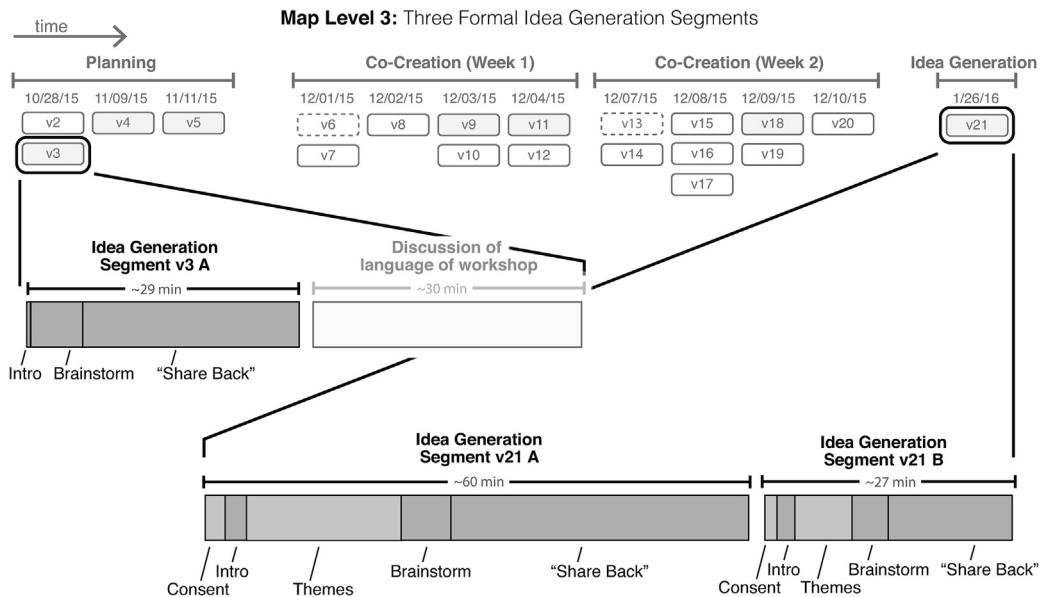 Map Level 3: Three Formal Idea Generation Segments
time
Planning
Co-Creation (Week 1)
Co-Creation (Week 2)
Idea Generation
10/28/15 11/09/15 11/11/15
12/01/15 12/02/15 12/03/15 12/04/15
12/07/15 12/08/15 12/09/15 12/10/15
1/26/16
v2 v4 v5
v6 v8 v9 v11
v13 v15 v18 v20
v21
v3
v7 v10 v12
v14 v16 v19
v17
Idea Generation
Segment v3 A
~29 min
Discussion of
language of workshop
~30 min
Intro Brainstorm “Share Back”
Idea Generation
Segment v21 A
~60 min
Idea Generation
Segment v21 B
~27 min
Consent Intro Themes Brainstorm “Share Back”
Consent Intro Themes Brainstorm “Share Back”